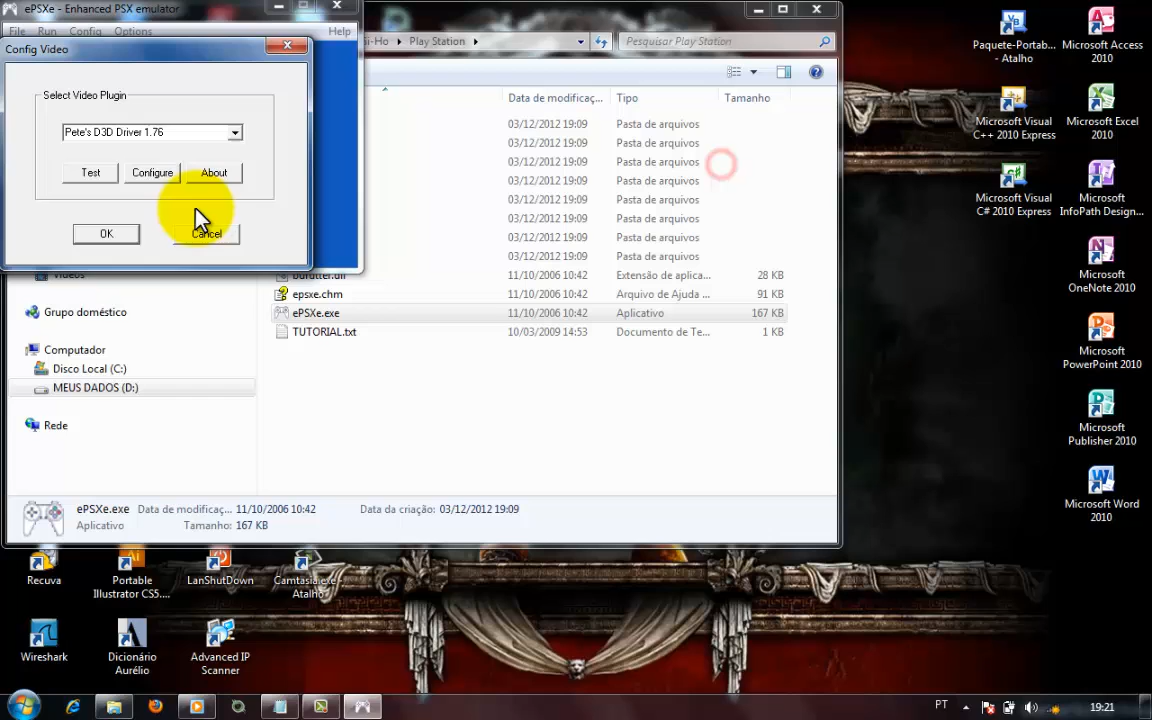 ePSXe - Enhanced PSX emulator
File Run Config Options Help
Config Video
Select Video Plugin
Pete's D3D Driver 1.76
Test Configure About
OK Cancel
Play Station
Pesquisar Play Station
Data de modificaç... Tipo Tamanho
03/12/2012 19:09 Pasta de arquivos
03/12/2012 19:09 Pasta de arquivos
03/12/2012 19:09 Pasta de arquivos
03/12/2012 19:09 Pasta de arquivos
03/12/2012 19:09 Pasta de arquivos
03/12/2012 19:09 Pasta de arquivos
03/12/2012 19:09 Pasta de arquivos
03/12/2012 19:09 Pasta de arquivos
11/10/2006 10:42 Extensão de aplica... 28 KB
epsxe.chm 11/10/2006 10:42 Arquivo de Ajuda ... 91 KB
ePSXe.exe 11/10/2006 10:42 Aplicativo 167 KB
TUTORIAL.txt 10/03/2009 14:53 Documento de Te... 1 KB
Vídeos
Grupo doméstico
Computador
Disco Local (C:)
MEUS DADOS (D:)
Rede
ePSXe.exe Data de modificaç... 11/10/2006 10:42 Data da criação: 03/12/2012 19:09
Aplicativo Tamanho: 167 KB
Paquete-Portab...
- Atalho
Microsoft Access
2010
Microsoft Visual
C++ 2010 Express
Microsoft Excel
2010
Microsoft Visual
C# 2010 Express
Microsoft
InfoPath Design...
Microsoft
OneNote 2010
Microsoft
PowerPoint 2010
Microsoft
Publisher 2010
Microsoft Word
2010
Recuva
Portable
Illustrator CS5....
LanShutDown
Camtasia.exe -
Atalho
Wireshark
Dicionário
Aurélio
Advanced IP
Scanner
PT
19:21